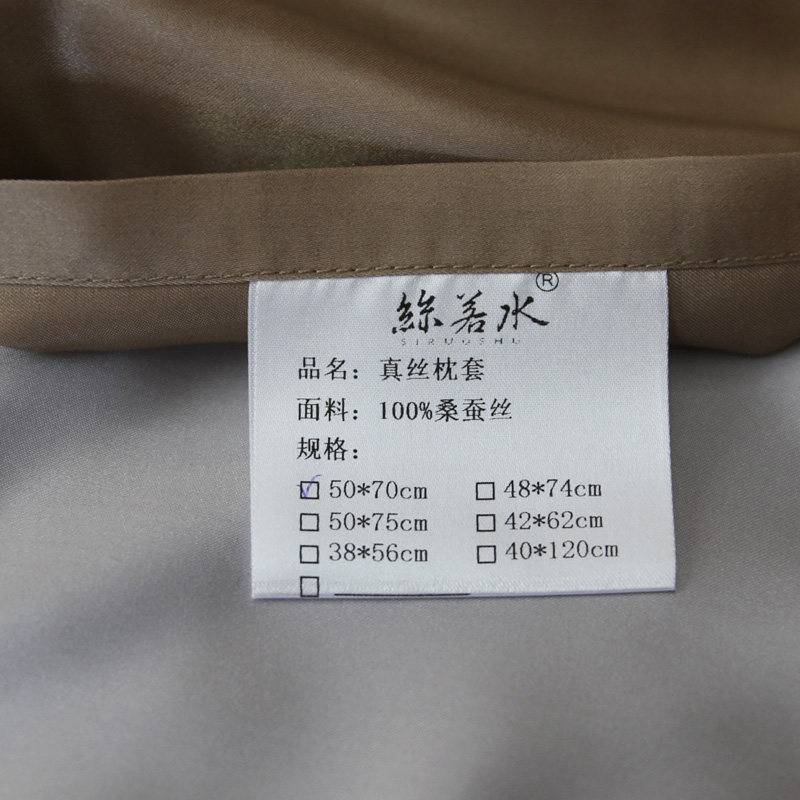 絲若水®
SIRUOSHU
品名：真丝枕套
面料：100%桑蚕丝
规格：
☑ 50*70cm □ 48*74cm
□ 50*75cm □ 42*62cm
□ 38*56cm □ 40*120cm
□